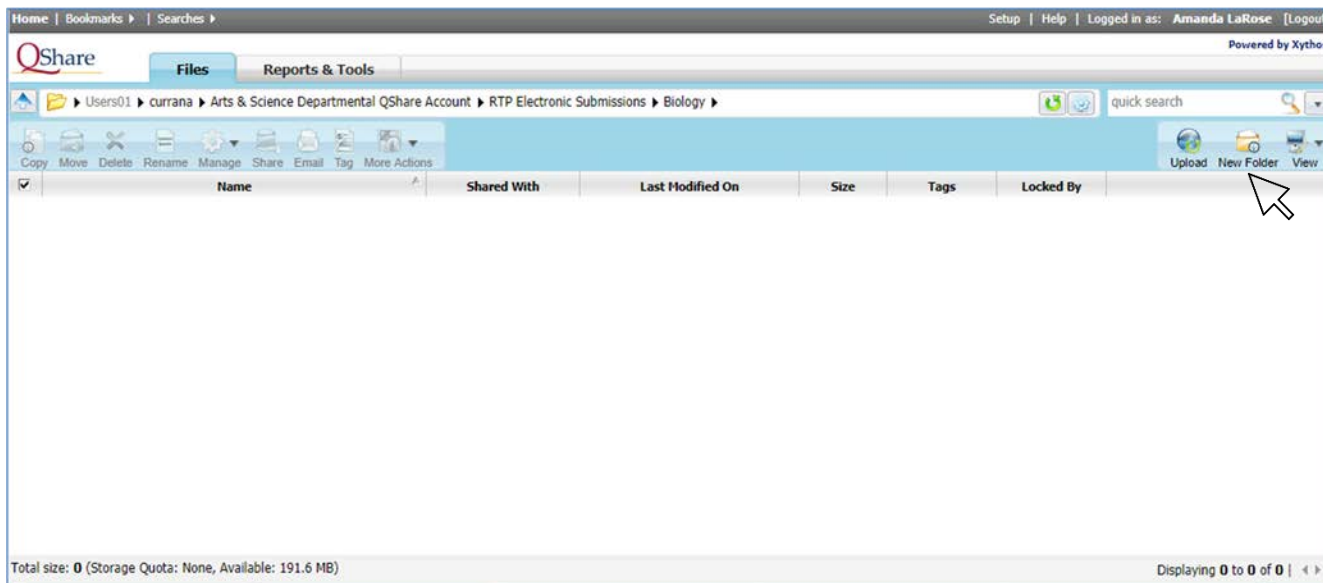 Home | Bookmarks | Searches Setup | Help | Logged in as: Amanda LaRose [Logout
Powered by Xytho
QShare Files Reports & Tools
Users01 currana Arts & Science Departmental QShare Account RTP Electronic Submissions Biology quick search
Copy Move Delete Rename Manage Share Email Tag More Actions Upload New Folder View
Name Shared With Last Modified On Size Tags Locked By
Total size: 0 (Storage Quota: None, Available: 191.6 MB) Displaying 0 to 0 of 0 |